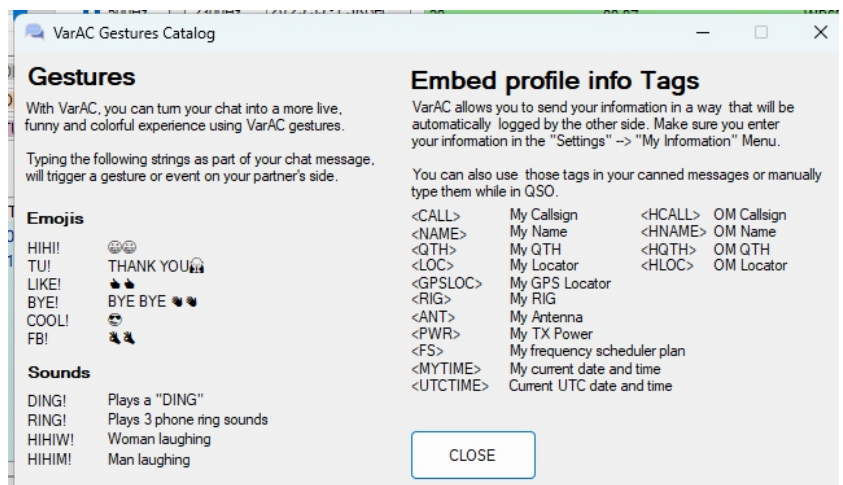 VarAC Gestures Catalog
Gestures
With VarAC, you can turn your chat into a more live,
funny and colorful experience using VarAC gestures.
Typing the following strings as part of your chat message,
will trigger a gesture or event on your partner's side.
Emojis
HIHI! 😀😀
TU! THANK YOU
LIKE! 👍👍
BYE! BYE BYE 👋👋
COOL! 😎
FB!
Sounds
DING! Plays a "DING"
RING! Plays 3 phone ring sounds
HIHIW! Woman laughing
HIHIM! Man laughing
Embed profile info Tags
VarAC allows you to send your information in a way that will be
automatically logged by the other side. Make sure you enter
your information in the "Settings" --> "My Information" Menu.
You can also use those tags in your canned messages or manually
type them while in QSO.
<CALL> My Callsign <HCALL> OM Callsign
<NAME> My Name <HNAME> OM Name
<QTH> My QTH <HQTH> OM QTH
<LOC> My Locator <HLOC> OM Locator
<GPSLOC> My GPS Locator
<RIG> My RIG
<ANT> My Antenna
<PWR> My TX Power
<FS> My frequency scheduler plan
<MYTIME> My current date and time
<UTCTIME> Current UTC date and time
CLOSE